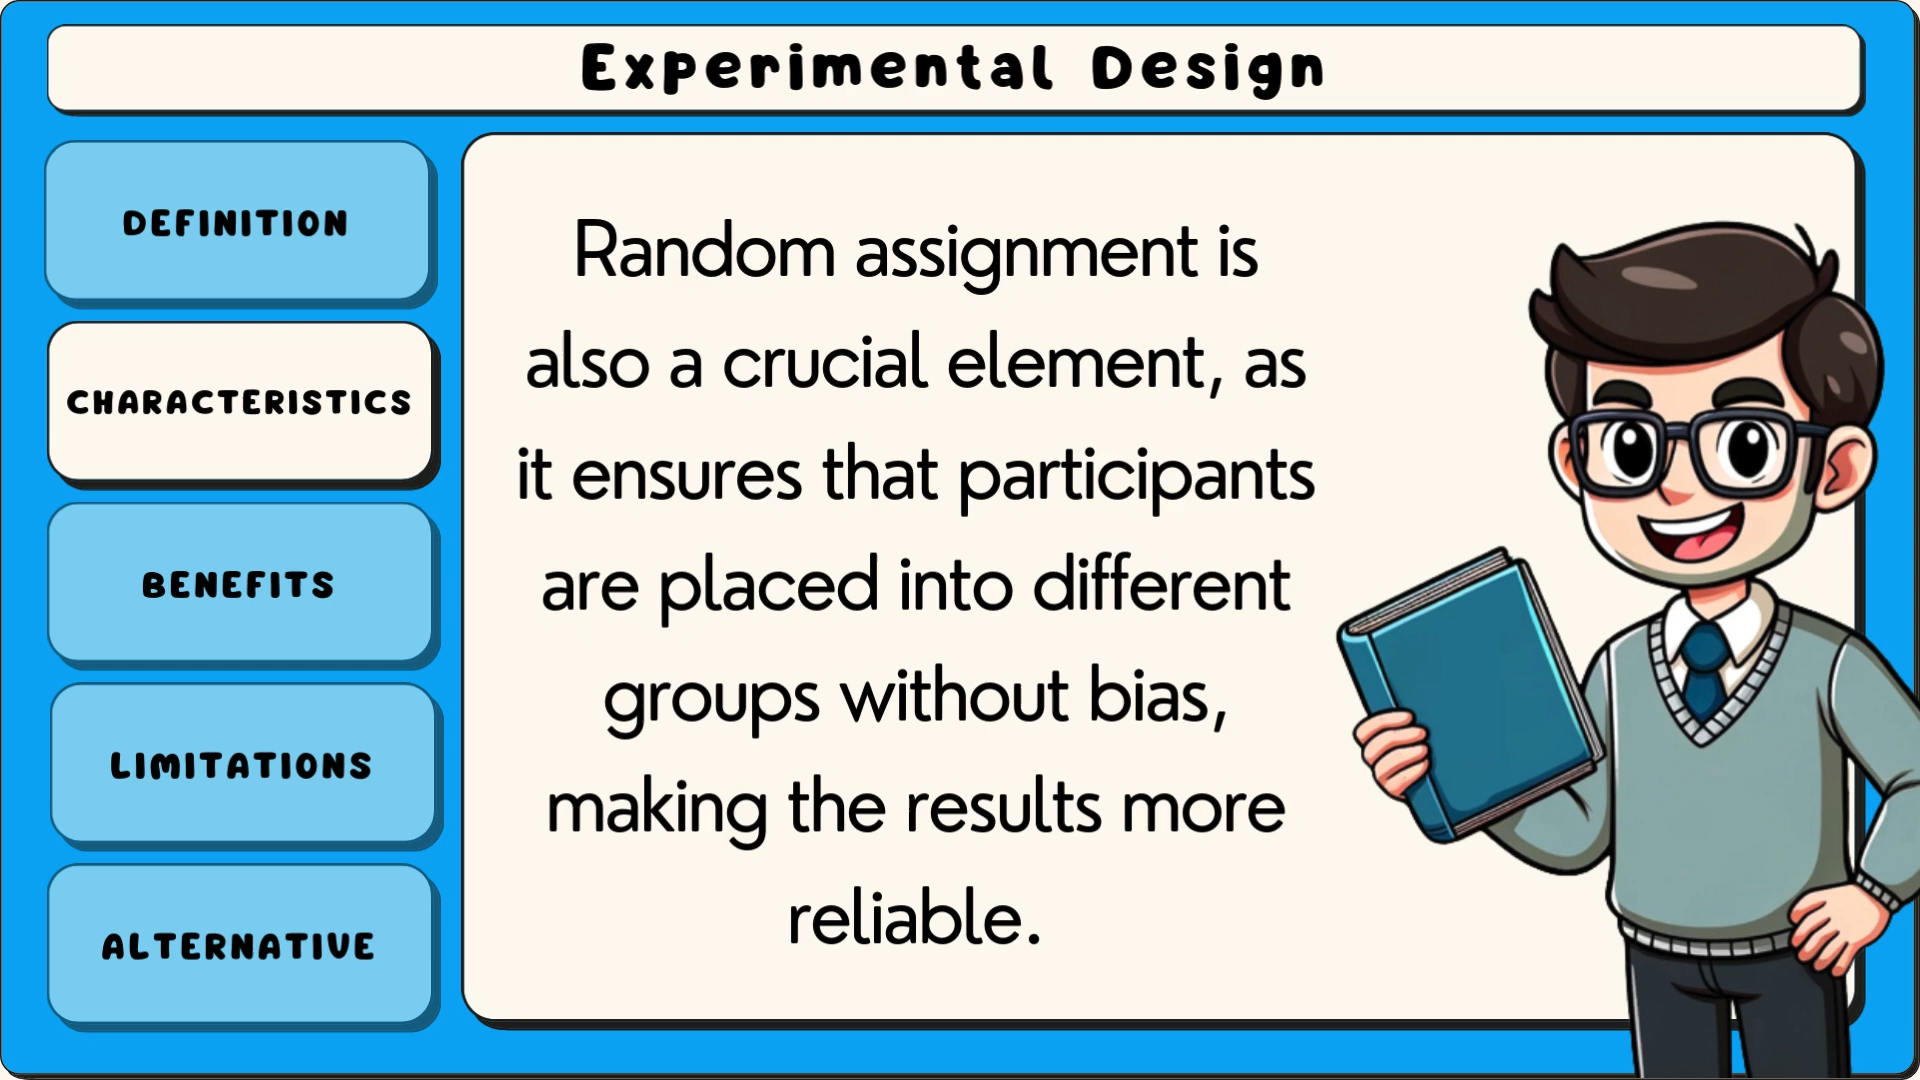 Experimental Design
DEFINITION
CHARACTERISTICS
BENEFITS
LIMITATIONS
ALTERNATIVE
Random assignment is
also a crucial element, as
it ensures that participants
are placed into different
groups without bias,
making the results more
reliable.